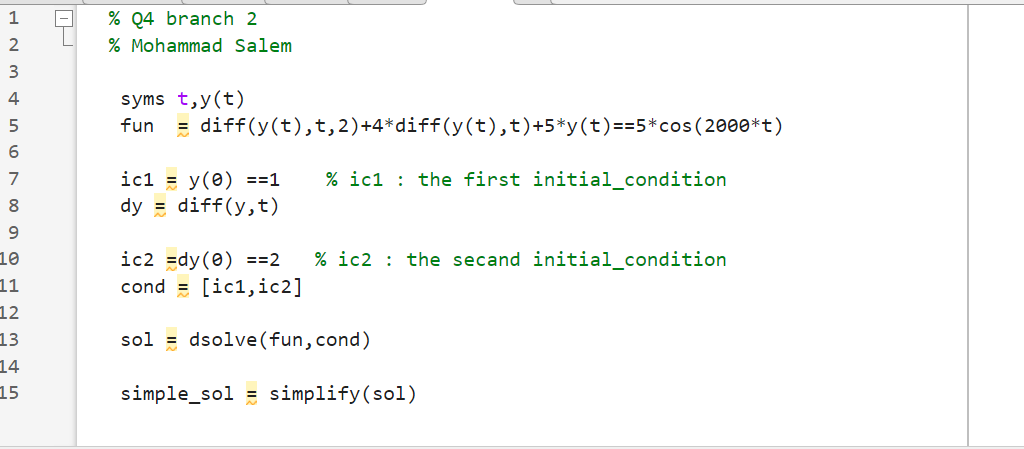 1 % Q4 branch 2
2 % Mohammad Salem
3
4 syms t,y(t)
5 fun = diff(y(t),t,2)+4*diff(y(t),t)+5*y(t)==5*cos(2000*t)
6
7 ic1 = y(0) ==1 % ic1 : the first initial_condition
8 dy = diff(y,t)
9
10 ic2 =dy(0) ==2 % ic2 : the secand initial_condition
11 cond = [ic1,ic2]
12
13 sol = dsolve(fun,cond)
14
15 simple_sol = simplify(sol)